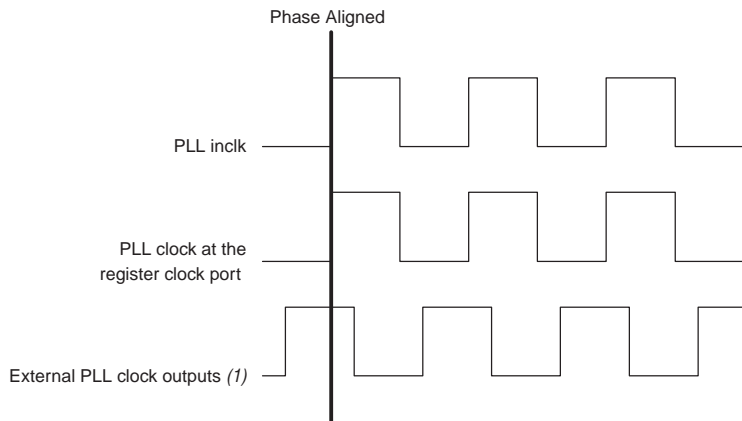 Phase Aligned
PLL inclk
PLL clock at the
register clock port
External PLL clock outputs (1)